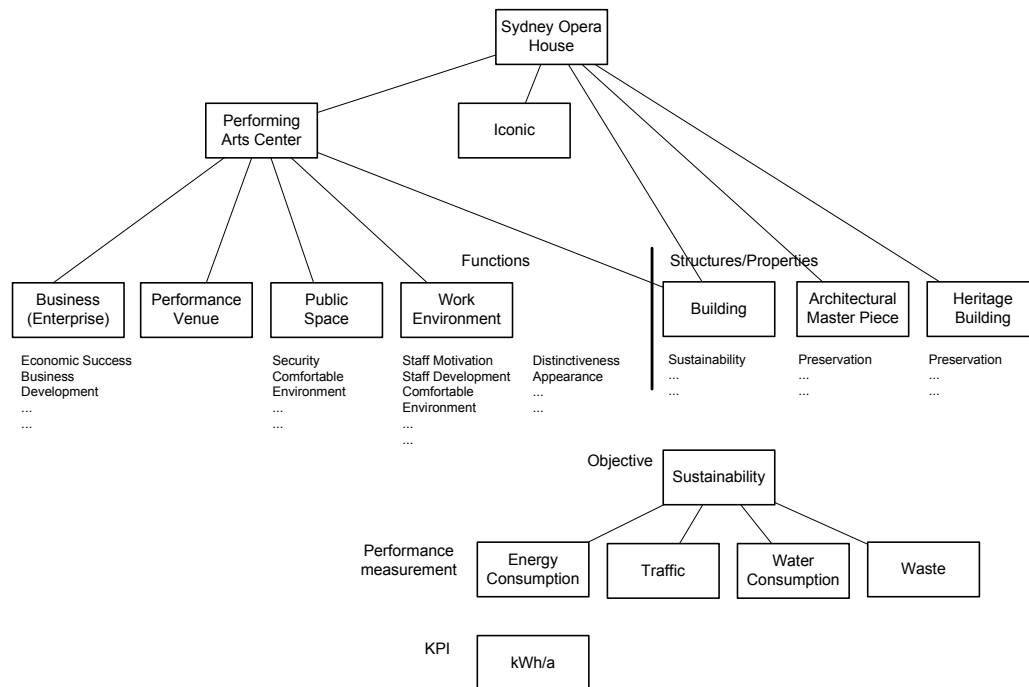 Sydney Opera
House
Performing
Arts Center
Iconic
Functions
Structures/Properties
Business
(Enterprise)
Performance
Venue
Public
Space
Work
Environment
Building
Architectural
Master Piece
Heritage
Building
Economic Success
Business
Development
...
...
Security
Comfortable
Environment
...
...
Staff Motivation
Staff Development
Comfortable
Environment
...
...
Distinctiveness
Appearance
...
...
Sustainability
...
...
Preservation
...
...
Preservation
...
...
Objective
Sustainability
Performance
measurement
Energy
Consumption
Traffic
Water
Consumption
Waste
KPI
kWh/a